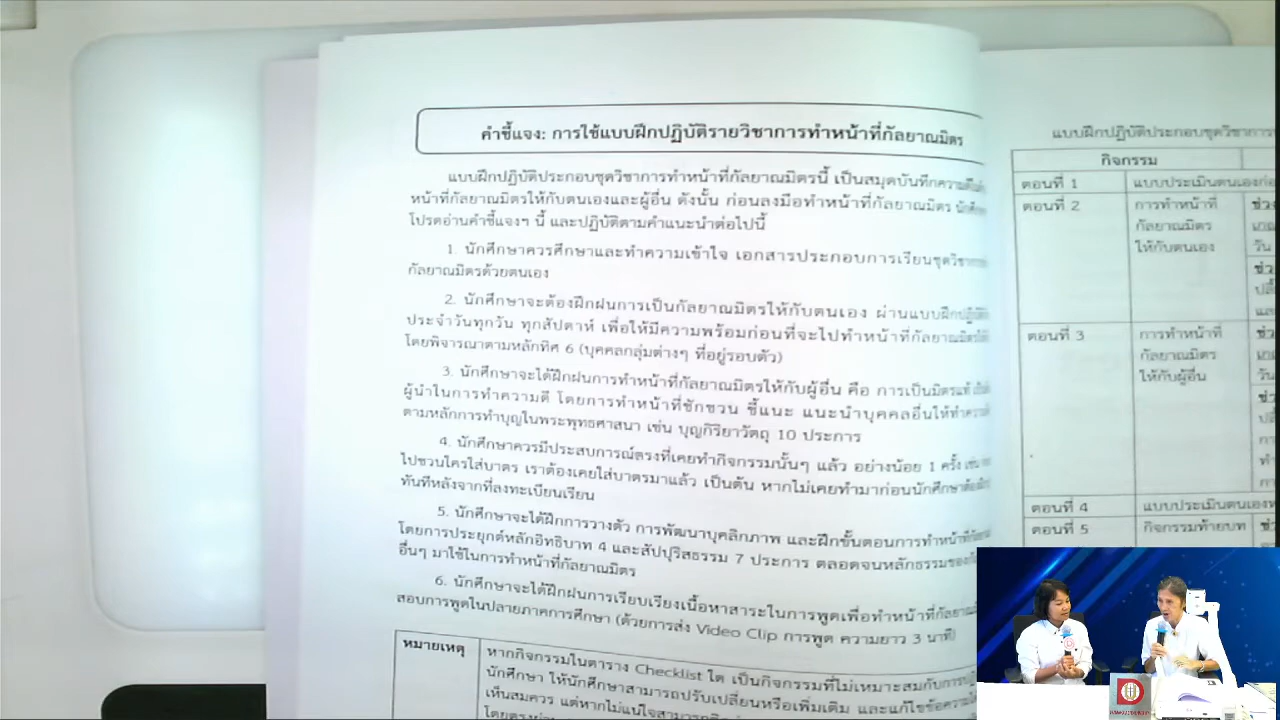 คำชี้แจง: การใช้แบบฝึกปฏิบัติรายวิชาการทำหน้าที่กัลยาณมิตร
แบบฝึกปฏิบัติประกอบชุดวิชาการทำหน้าที่กัลยาณมิตรนี้ เป็นสมุดบันทึก
หน้าที่กัลยาณมิตรให้กับตนเองและผู้อื่น ดังนั้น ก่อนลงมือทำหน้าที่กัลยาณมิตร
โปรดอ่านคำชี้แจงฯ นี้ และปฏิบัติตามคำแนะนำต่อไปนี้
1. นักศึกษาควรศึกษาและทำความเข้าใจ เอกสารประกอบการเรียนชุดวิชา
กัลยาณมิตรด้วยตนเอง
2. นักศึกษาจะต้องฝึกฝนการเป็นกัลยาณมิตรให้กับตนเอง ผ่านแบบฝึกปฏิบัติ
ประจำวันทุกวัน ทุกสัปดาห์ เพื่อให้มีความพร้อมก่อนที่จะไปทำหน้าที่กัลยาณมิตร
โดยพิจารณาตามหลักทิศ 6 (บุคคลกลุ่มต่างๆ ที่อยู่รอบตัว)
3. นักศึกษาจะได้ฝึกฝนการทำหน้าที่กัลยาณมิตรให้กับผู้อื่น คือ การเป็นมิตรแท้
ผู้นำในการทำความดี โดยการทำหน้าที่ชักชวน ชี้แนะ แนะนำบุคคลอื่นให้ทำความ
ตามหลักการทำบุญในพระพุทธศาสนา เช่น บุญกิริยาวัตถุ 10 ประการ
4. นักศึกษาควรมีประสบการณ์ตรงที่เคยทำกิจกรรมนั้นๆ แล้ว อย่างน้อย 1 ครั้ง เช่น
ไปชวนใครใส่บาตร เราต้องเคยใส่บาตรมาแล้ว เป็นต้น หากไม่เคยทำมาก่อนนักศึกษาต้อง
ทันทีหลังจากที่ลงทะเบียนเรียน
5. นักศึกษาจะได้ฝึกการวางตัว การพัฒนาบุคลิกภาพ และฝึกขั้นตอนการทำหน้าที่
โดยการประยุกต์หลักอิทธิบาท 4 และสัปปุริสธรรม 7 ประการ ตลอดจนหลักธรรม
อื่นๆ มาใช้ในการทำหน้าที่กัลยาณมิตร
6. นักศึกษาจะได้ฝึกฝนการเรียบเรียงเนื้อหาสาระในการพูดเพื่อทำหน้าที่
สอบการพูดในปลายภาคการศึกษา (ด้วยการส่ง Video Clip การพูด ความยาว 3 นาที)
หมายเหตุ
หากกิจกรรมในตาราง Checklist ใด เป็นกิจกรรมที่ไม่เหมาะสมกับการ
นักศึกษา ให้นักศึกษาสามารถปรับเปลี่ยนหรือเพิ่มเติม และแก้ไขข้อความ
เห็นสมควร แต่หากไม่แน่ใจสามารถ
แบบฝึกปฏิบัติประกอบชุดวิชาการ
กิจกรรม
ตอนที่ 1
แบบประเมินตนเองก่อ
ตอนที่ 2
การทำหน้าที่
กัลยาณมิตร
ให้กับตนเอง
ตอนที่ 3
การทำหน้าที่
กัลยาณมิตร
ให้กับผู้อื่น
ตอนที่ 4
แบบประเมินตนเอง
ตอนที่ 5
กิจกรรมท้ายบท